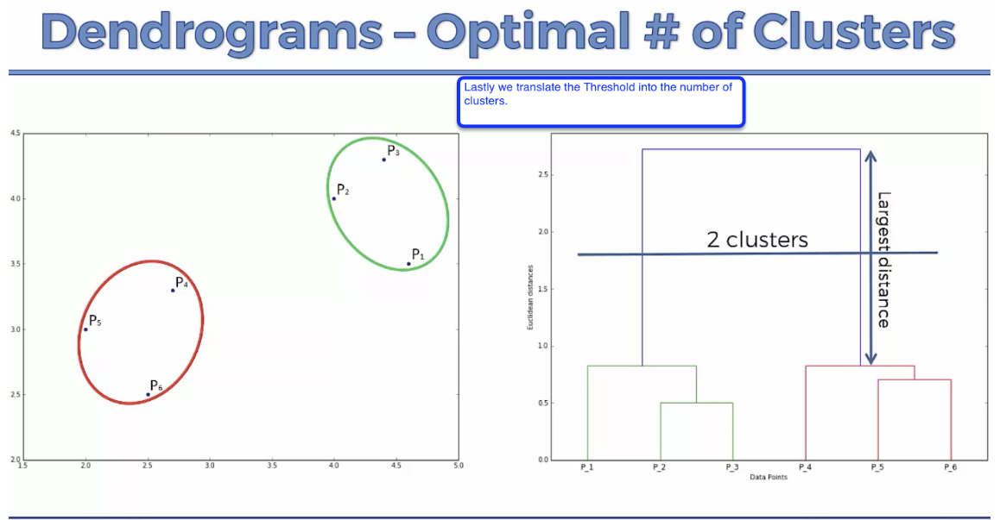 Dendrograms – Optimal # of Clusters
Lastly we translate the Threshold into the number of
clusters.
4.5
4.0
3.5
3.0
2.5
2.0
1.5
2.0
2.5
3.0
3.5
4.0
4.5
5.0
P₃
P₂
P₁
P₄
P₅
P₆
2.5
2.0
1.5
1.0
0.5
0.0
Euclidean distances
2 clusters
Largest distance
P_1
P_2
P_3
P_4
P_5
P_6
Data Points